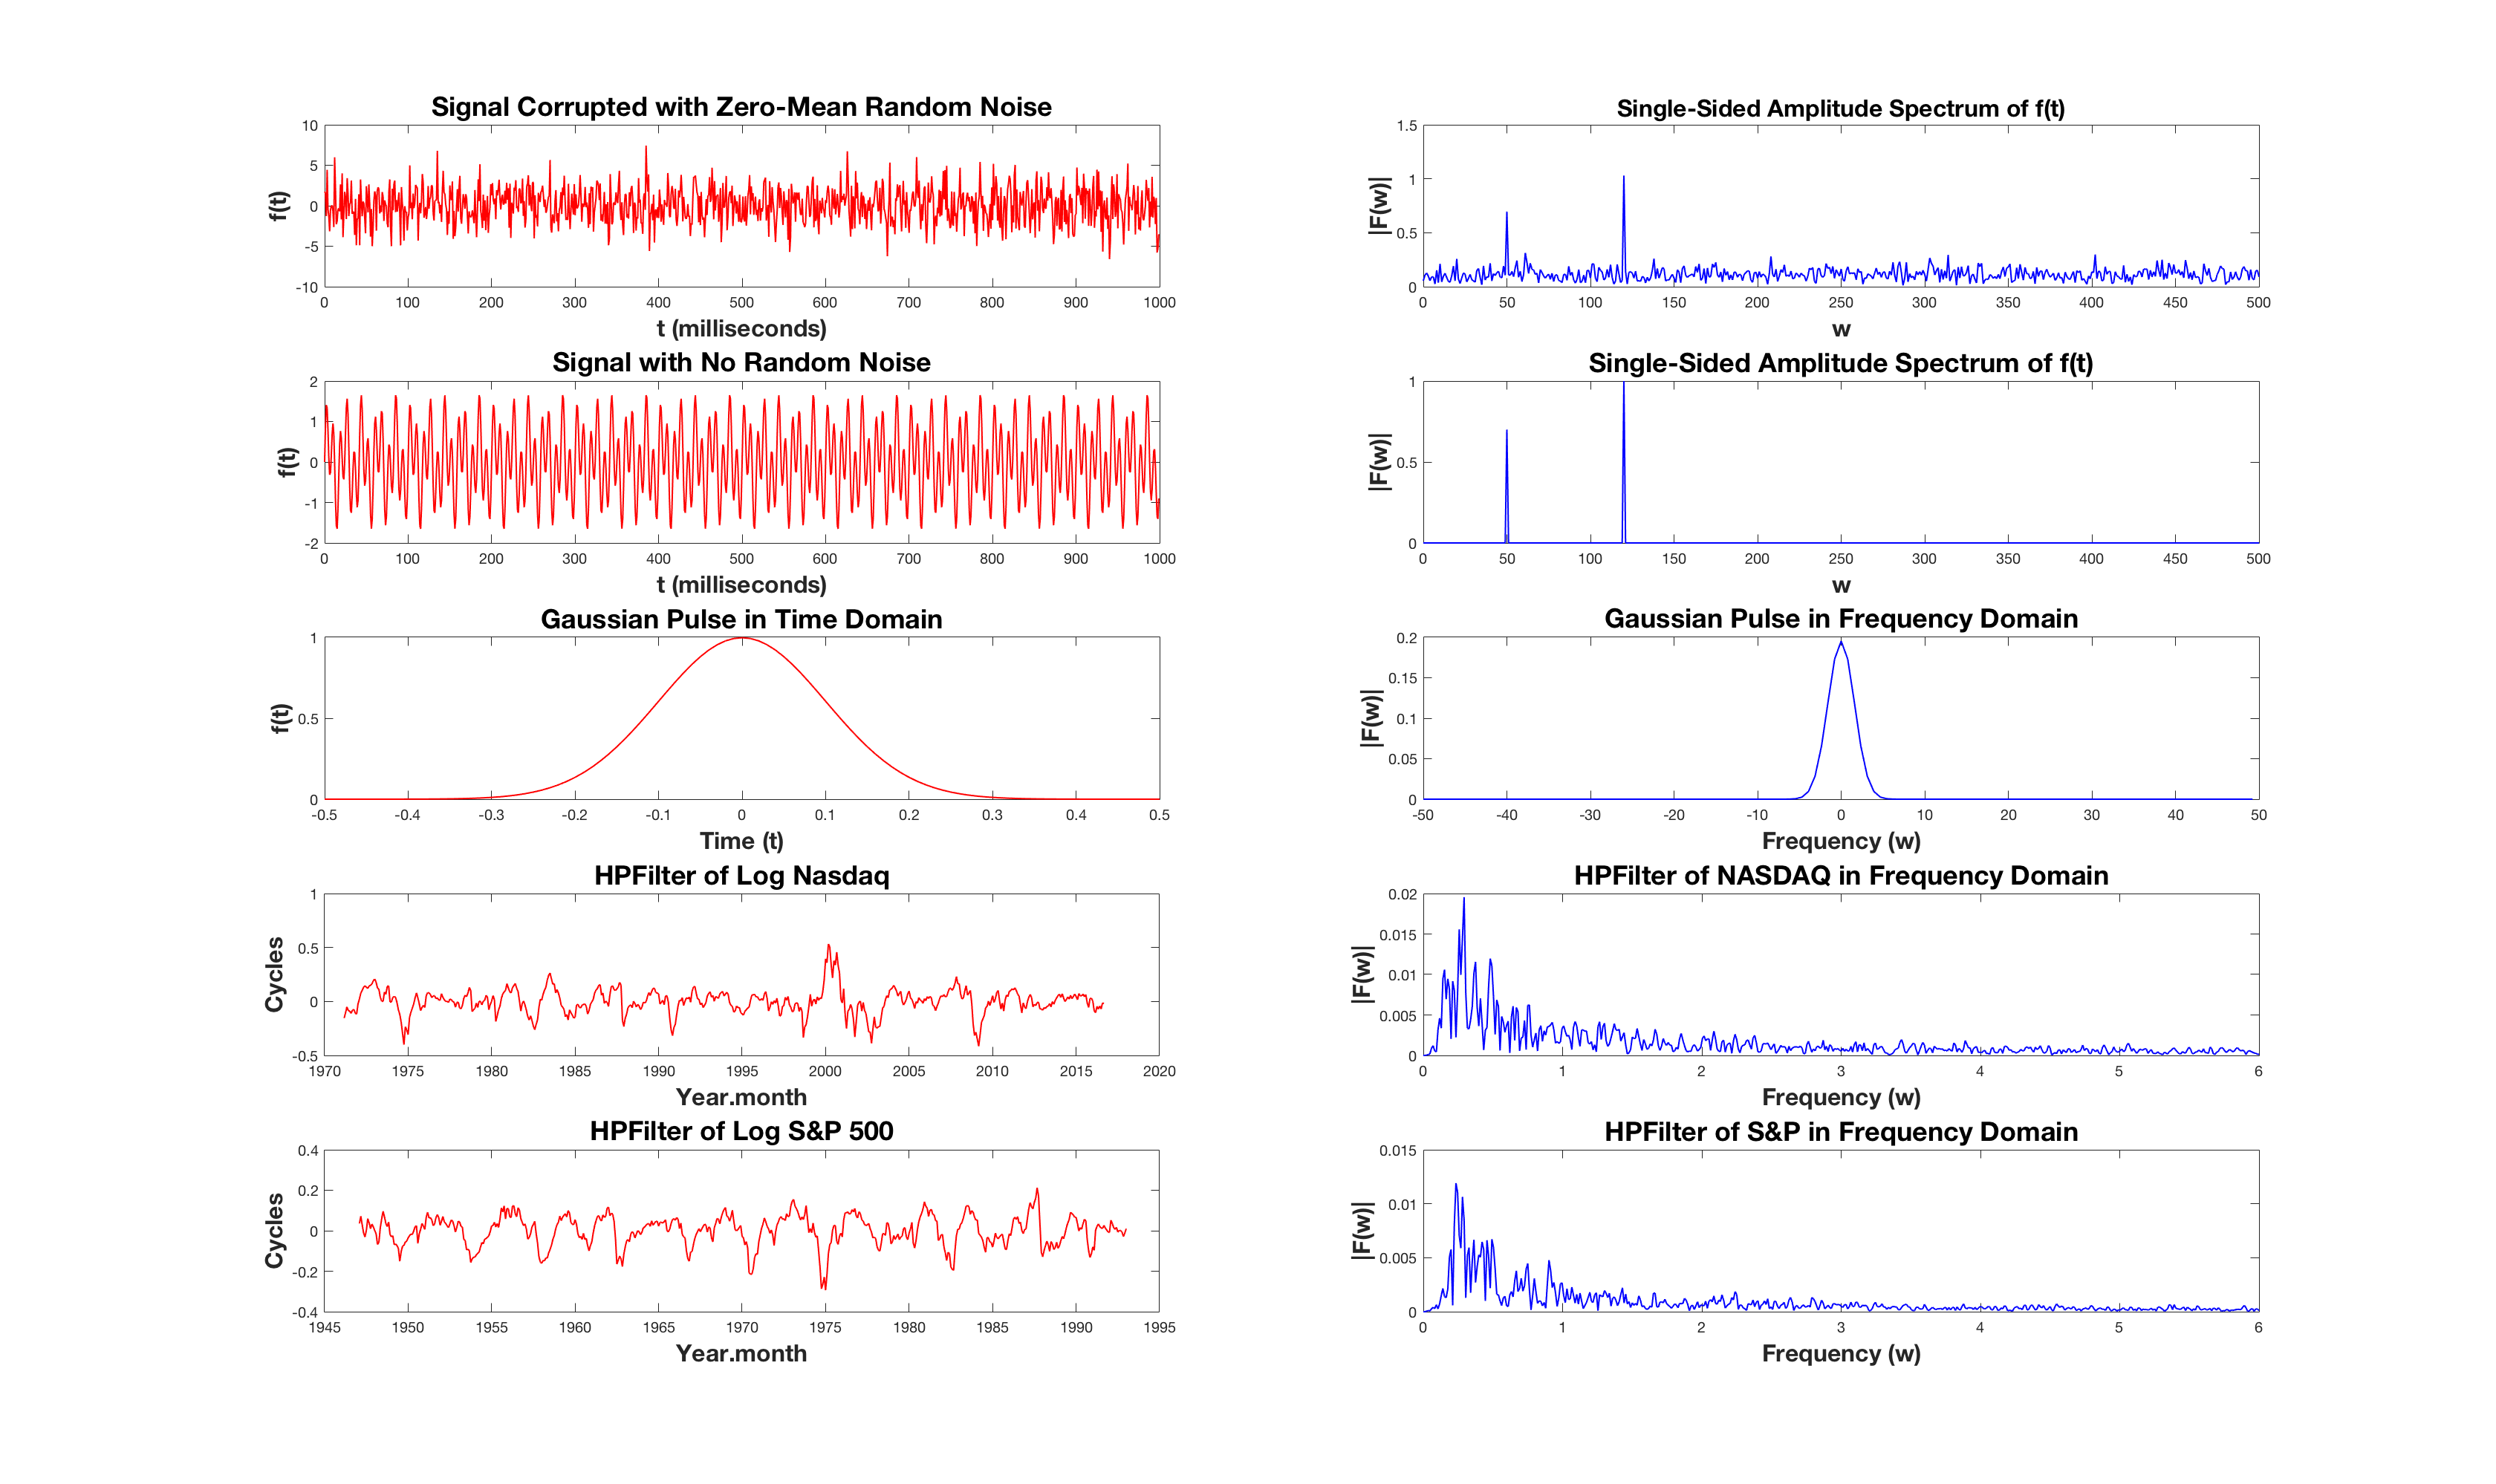 Signal Corrupted with Zero-Mean Random Noise
10
5
0
-5
-10
f(t)
0 100 200 300 400 500 600 700 800 900 1000
t (milliseconds)
Single-Sided Amplitude Spectrum of f(t)
1.5
1
0.5
0
|F(w)|
0 50 100 150 200 250 300 350 400 450 500
w
Signal with No Random Noise
2
1
0
-1
-2
f(t)
0 100 200 300 400 500 600 700 800 900 1000
t (milliseconds)
Single-Sided Amplitude Spectrum of f(t)
1
0.5
0
|F(w)|
0 50 100 150 200 250 300 350 400 450 500
w
Gaussian Pulse in Time Domain
1
0.5
0
f(t)
-0.5 -0.4 -0.3 -0.2 -0.1 0 0.1 0.2 0.3 0.4 0.5
Time (t)
Gaussian Pulse in Frequency Domain
0.2
0.15
0.1
0.05
0
|F(w)|
-50 -40 -30 -20 -10 0 10 20 30 40 50
Frequency (w)
HPFilter of Log Nasdaq
1
0.5
0
-0.5
Cycles
1970 1975 1980 1985 1990 1995 2000 2005 2010 2015 2020
Year.month
HPFilter of NASDAQ in Frequency Domain
0.02
0.015
0.01
0.005
0
|F(w)|
0 1 2 3 4 5 6
Frequency (w)
HPFilter of Log S&P 500
0.4
0.2
0
-0.2
-0.4
Cycles
1945 1950 1955 1960 1965 1970 1975 1980 1985 1990 1995
Year.month
HPFilter of S&P in Frequency Domain
0.015
0.01
0.005
0
|F(w)|
0 1 2 3 4 5 6
Frequency (w)